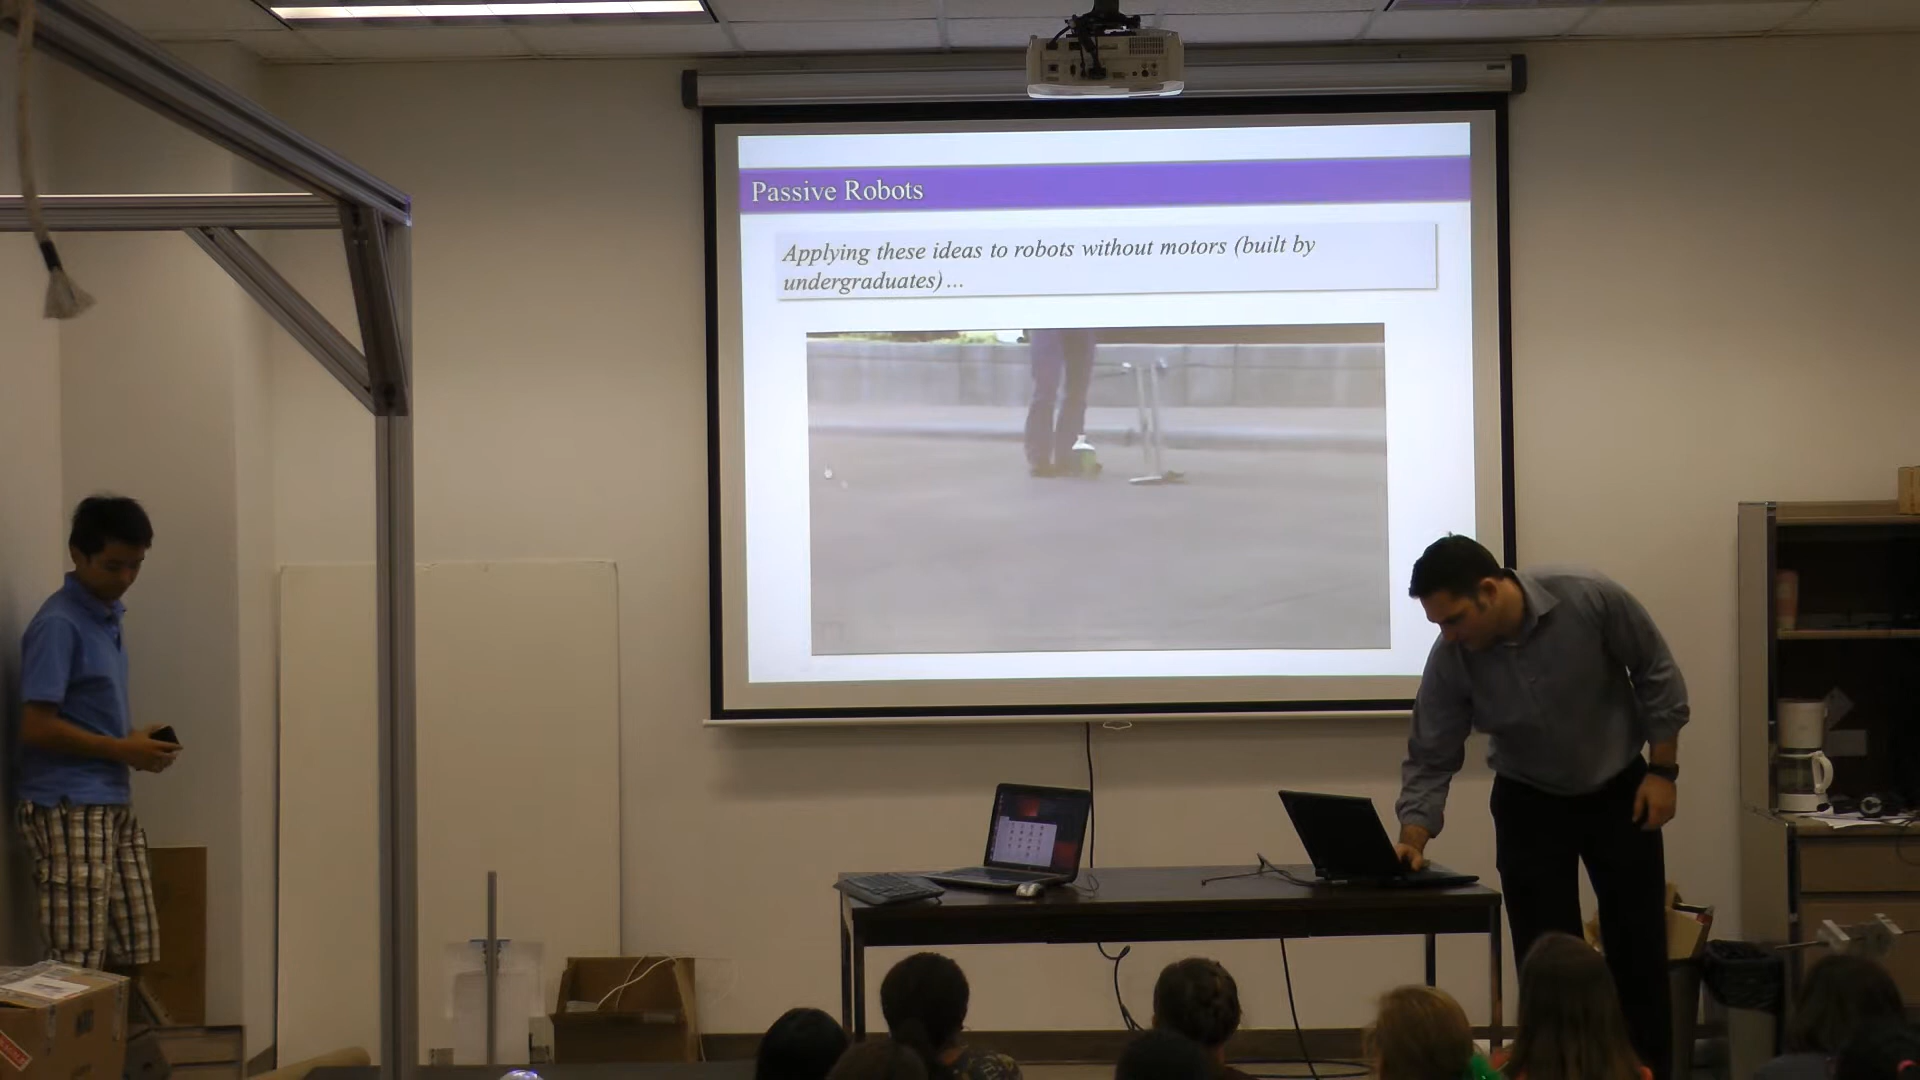 Passive Robots
Applying these ideas to robots without motors (built by
undergraduates)...